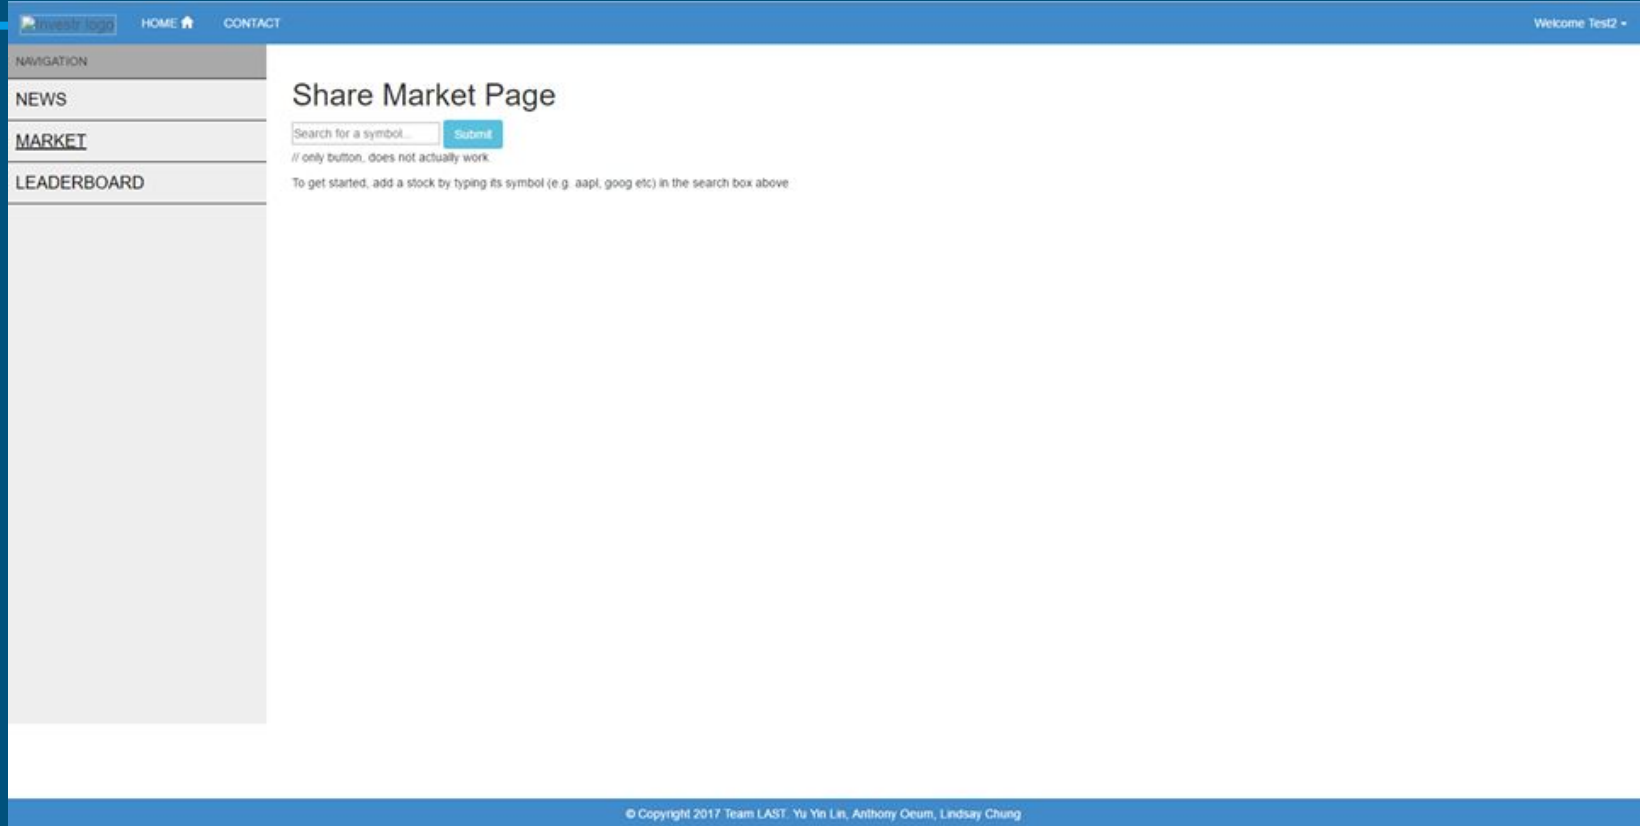 Investr logo HOME CONTACT Welcome Test2
NAVIGATION
NEWS
MARKET
LEADERBOARD
Share Market Page
Search for a symbol... Submit
// only button, does not actually work
To get started, add a stock by typing its symbol (e.g. aapl, goog etc) in the search box above
© Copyright 2017 Team LAST. Yu Yin Lin, Anthony Oeum, Lindsay Chung